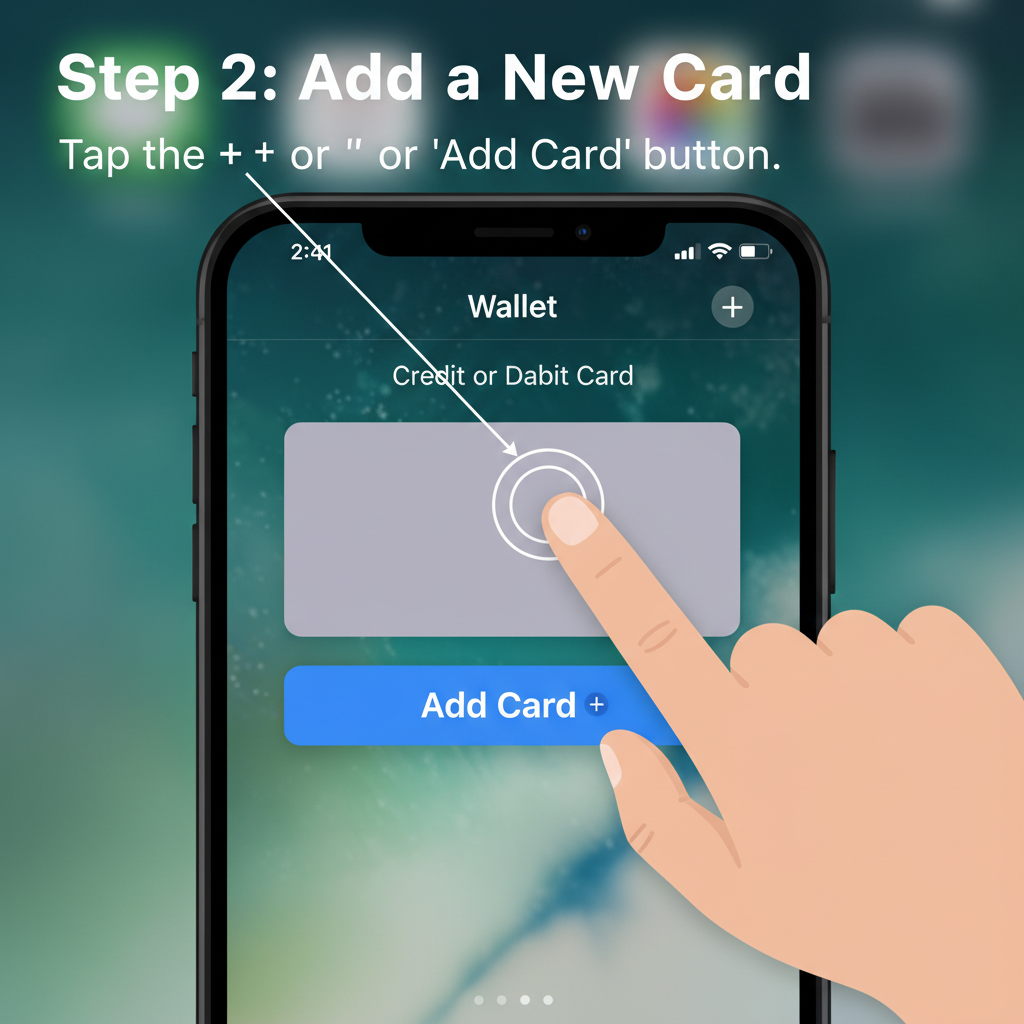 Step 2: Add a New Card
Tap the + + or " or 'Add Card' button.
2:41
Wallet +
Credit or Dabit Card
Add Card +